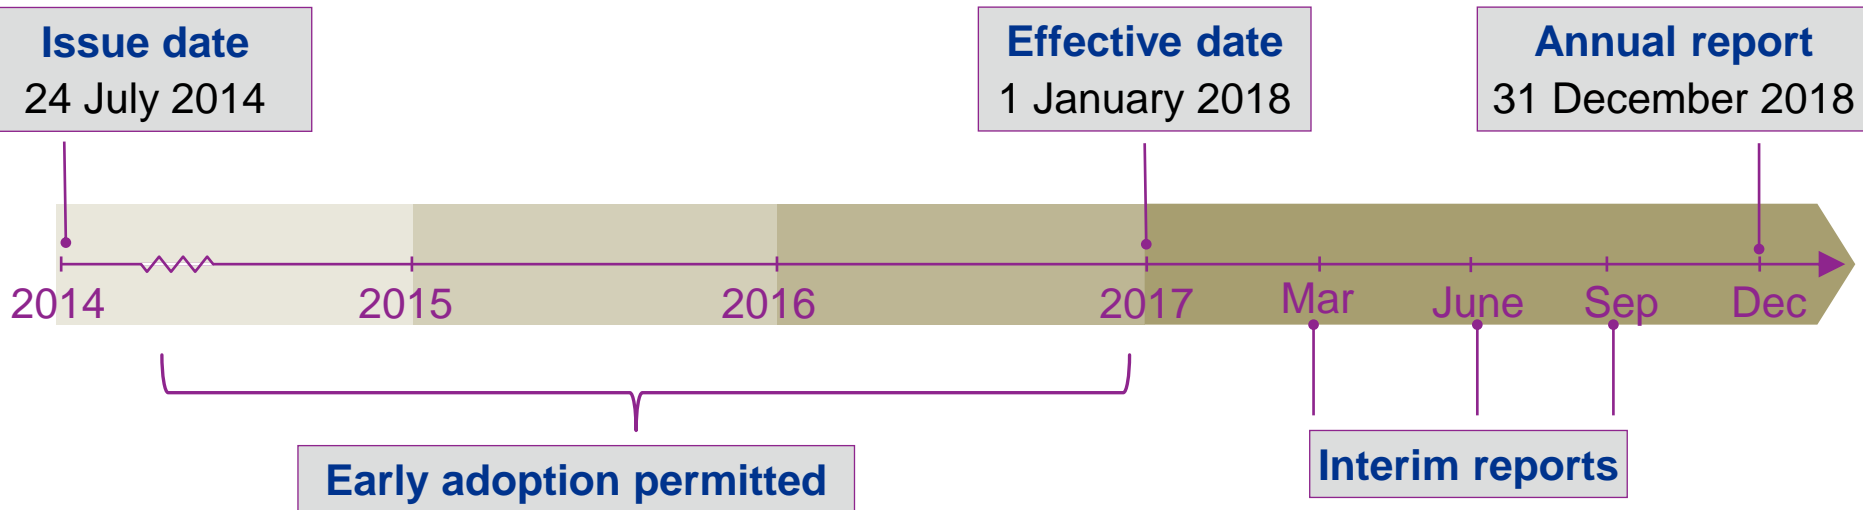 Issue date
24 July 2014
Effective date
1 January 2018
Annual report
31 December 2018
2014
2015
2016
2017
Mar
June
Sep
Dec
Early adoption permitted
Interim reports